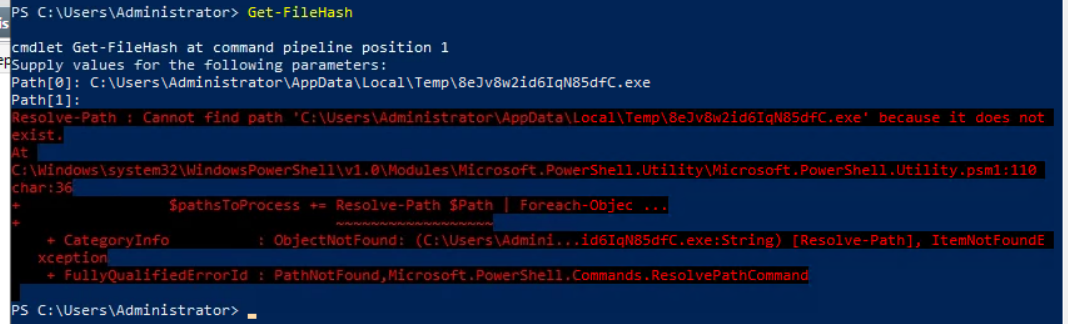 PS C:\Users\Administrator> Get-FileHash
cmdlet Get-FileHash at command pipeline position 1
Supply values for the following parameters:
Path[0]: C:\Users\Administrator\AppData\Local\Temp\8eJv8w2id6IqN85dfC.exe
Path[1]:
Resolve-Path : Cannot find path 'C:\Users\Administrator\AppData\Local\Temp\8eJv8w2id6IqN85dfC.exe' because it does not
exist.
At
C:\Windows\system32\WindowsPowerShell\v1.0\Modules\Microsoft.PowerShell.Utility\Microsoft.PowerShell.Utility.psm1:110
char:36
+                 $pathsToProcess += Resolve-Path $Path | Foreach-Objec ...
+                                    ~~~~~~~~~~~~~~~~~~
    + CategoryInfo          : ObjectNotFound: (C:\Users\Admini...id6IqN85dfC.exe:String) [Resolve-Path], ItemNotFoundE
   xception
    + FullyQualifiedErrorId : PathNotFound,Microsoft.PowerShell.Commands.ResolvePathCommand
PS C:\Users\Administrator>